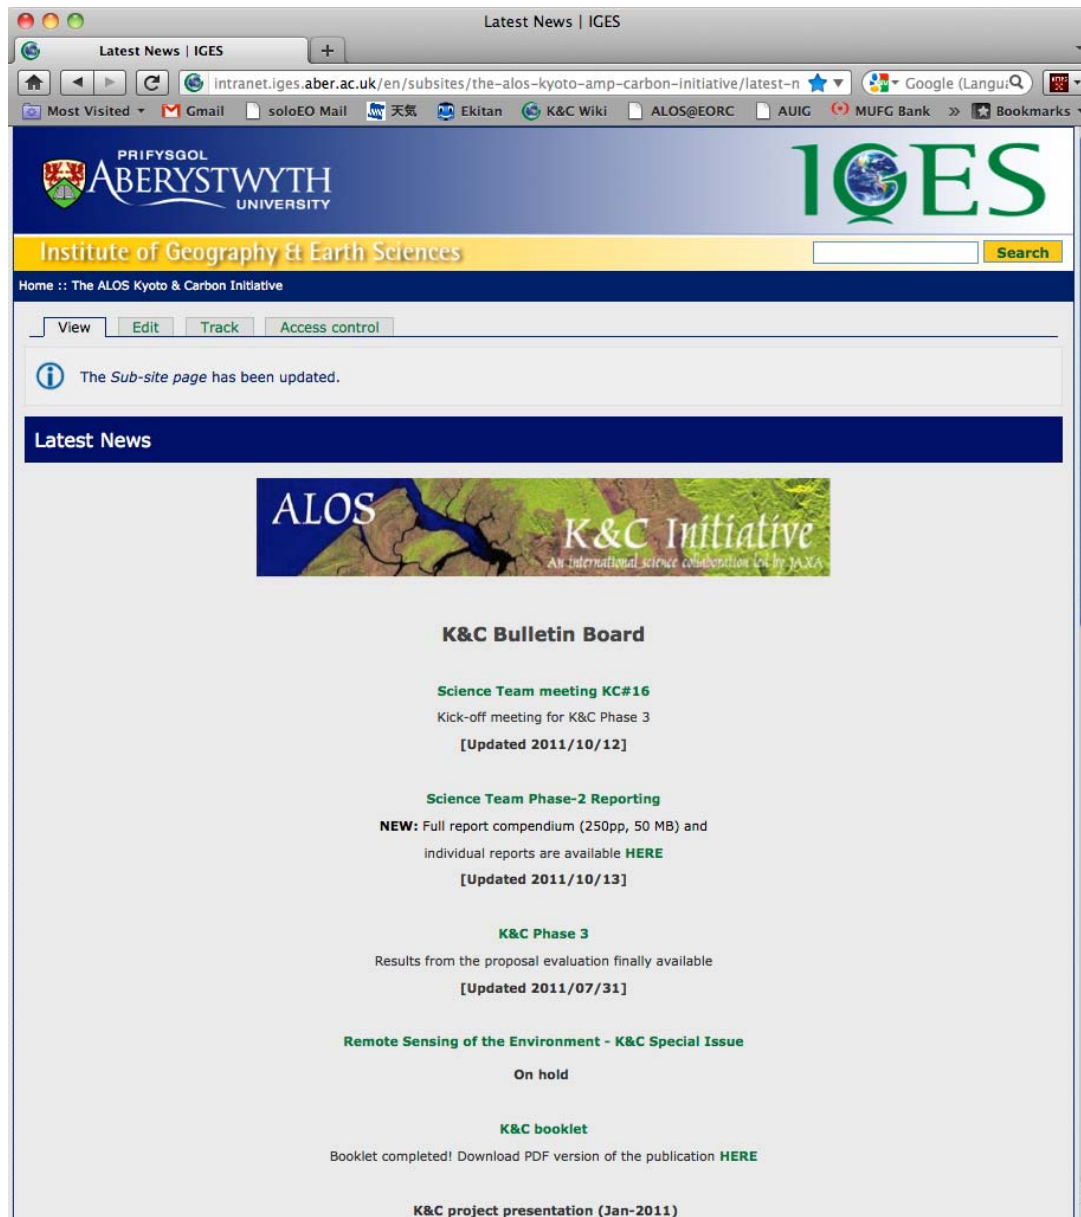 Latest News | IGES
Latest News | IGES
+
intranet.iges.aber.ac.uk/en/subsites/the-alos-kyoto-amp-carbon-initiative/latest-n
Google (Langua
Most Visited Gmail soloEO Mail 天気 Ekitan K&C Wiki ALOS@EORC AUIG MUFG Bank » Bookmarks
PRIFYSGOL
ABERYSTWYTH
UNIVERSITY
IGES
Institute of Geography & Earth Sciences
Search
Home :: The ALOS Kyoto & Carbon Initiative
View Edit Track Access control
The Sub-site page has been updated.
Latest News
ALOS
K&C Initiative
An international science collaboration led by JAXA
K&C Bulletin Board
Science Team meeting KC#16
Kick-off meeting for K&C Phase 3
[Updated 2011/10/12]
Science Team Phase-2 Reporting
NEW: Full report compendium (250pp, 50 MB) and
individual reports are available HERE
[Updated 2011/10/13]
K&C Phase 3
Results from the proposal evaluation finally available
[Updated 2011/07/31]
Remote Sensing of the Environment - K&C Special Issue
On hold
K&C booklet
Booklet completed! Download PDF version of the publication HERE
K&C project presentation (Jan-2011)